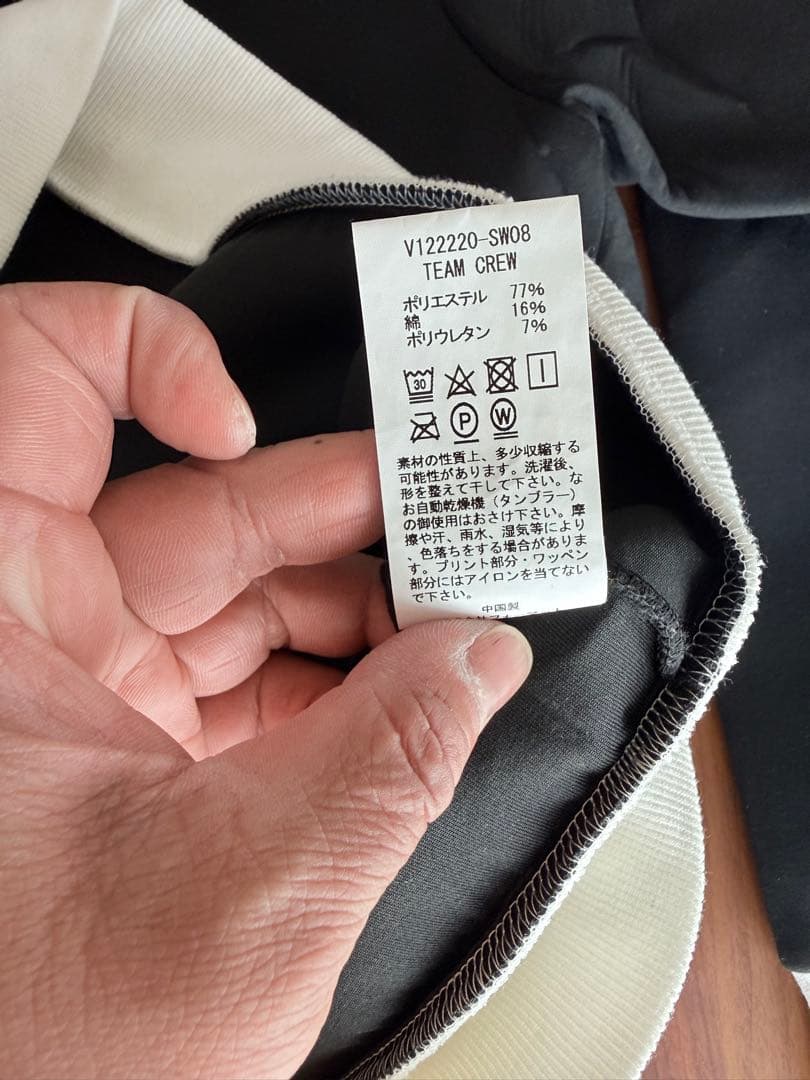 V122220-SW08
TEAM CREW
ポリエステル 77%
綿 16%
ポリウレタン 7%
30
P W
素材の性質上、多少収縮する
可能性があります。洗濯後、
形を整えて干して下さい。な
お自動乾燥機（タンブラー）
の御使用はおさけ下さい。摩
擦や汗、雨水、湿気等により
、色落ちをする場合がありま
す。プリント部分・ワッペン
部分にはアイロンを当てない
で下さい。
中国製